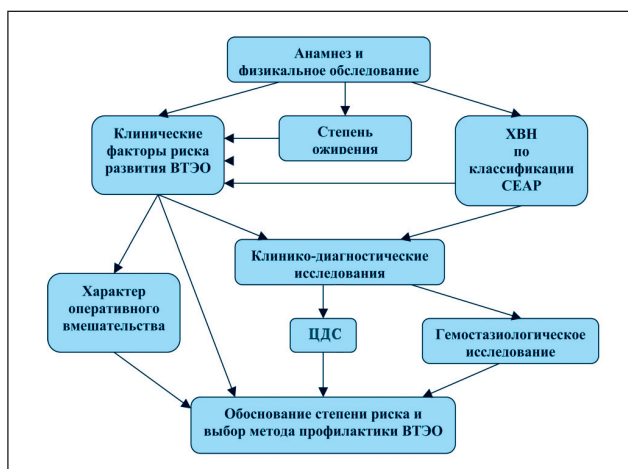 Анамнез и
физикальное обследование
Клинические
факторы риска
развития ВТЭО
Степень
ожирения
ХВН
по
классификации
СЕАР
Клинико-диагностические
исследования
Характер
оперативного
вмешательства
ЦДС
Гемостазиологическое
исследование
Обоснование степени риска и
выбор метода профилактики ВТЭО